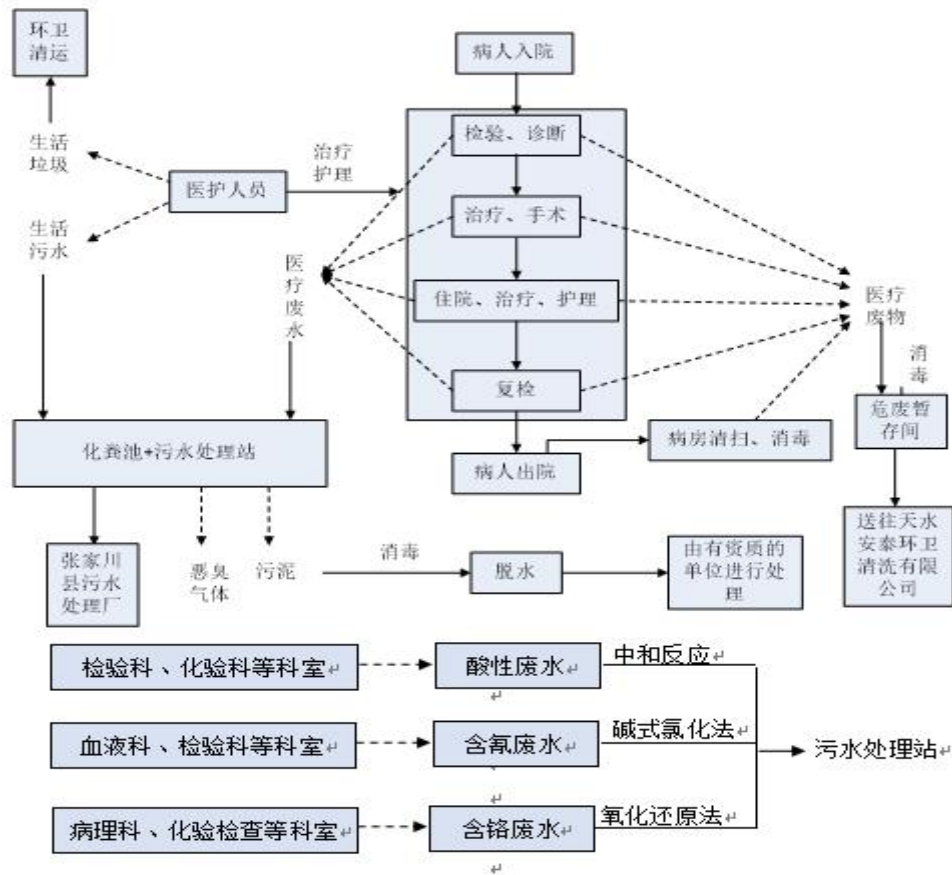 环卫
清运
病人入院
检验、诊断
生活
垃圾
治疗
护理
医护人员
治疗、手术
生活
污水
医
疗
废
水
住院、治疗、护理
医疗
废物
消
毒
复检
危废暂
存间
化粪池+污水处理站
病房清扫、消毒
病人出院
送往天水
安泰环卫
清洗有限
公司
张家川
县污水
处理厂
恶臭
气体
污泥
消毒
脱水
由有资质的
单位进行处
理
检验科、化验科等科室
酸性废水
中和反应
血液科、检验科等科室
含氰废水
碱式氯化法
污水处理站
病理科、化验检查等科室
含铬废水
氧化还原法